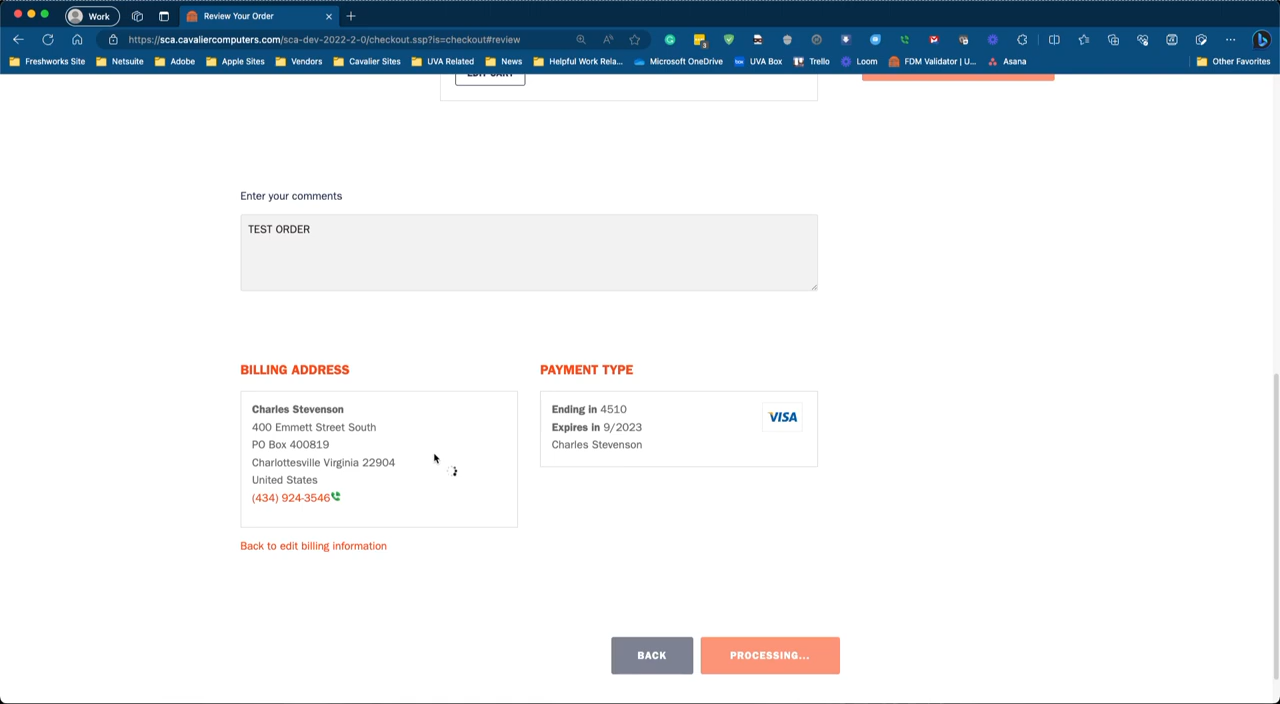 Work
Review Your Order
https://sca.cavaliercomputers.com/sca-dev-2022-2-0/checkout.ssp?is=checkout#review
Freshworks Site
Netsuite
Adobe
Apple Sites
Vendors
Cavalier Sites
UVA Related
News
Helpful Work Rela...
Microsoft OneDrive
UVA Box
Trello
Loom
FDM Validator | U...
Asana
Other Favorites
EDIT CART
Enter your comments
TEST ORDER
BILLING ADDRESS
Charles Stevenson
400 Emmett Street South
PO Box 400819
Charlottesville Virginia 22904
United States
(434) 924-3546
Back to edit billing information
PAYMENT TYPE
Ending in 4510
Expires in 9/2023
Charles Stevenson
VISA
BACK
PROCESSING...